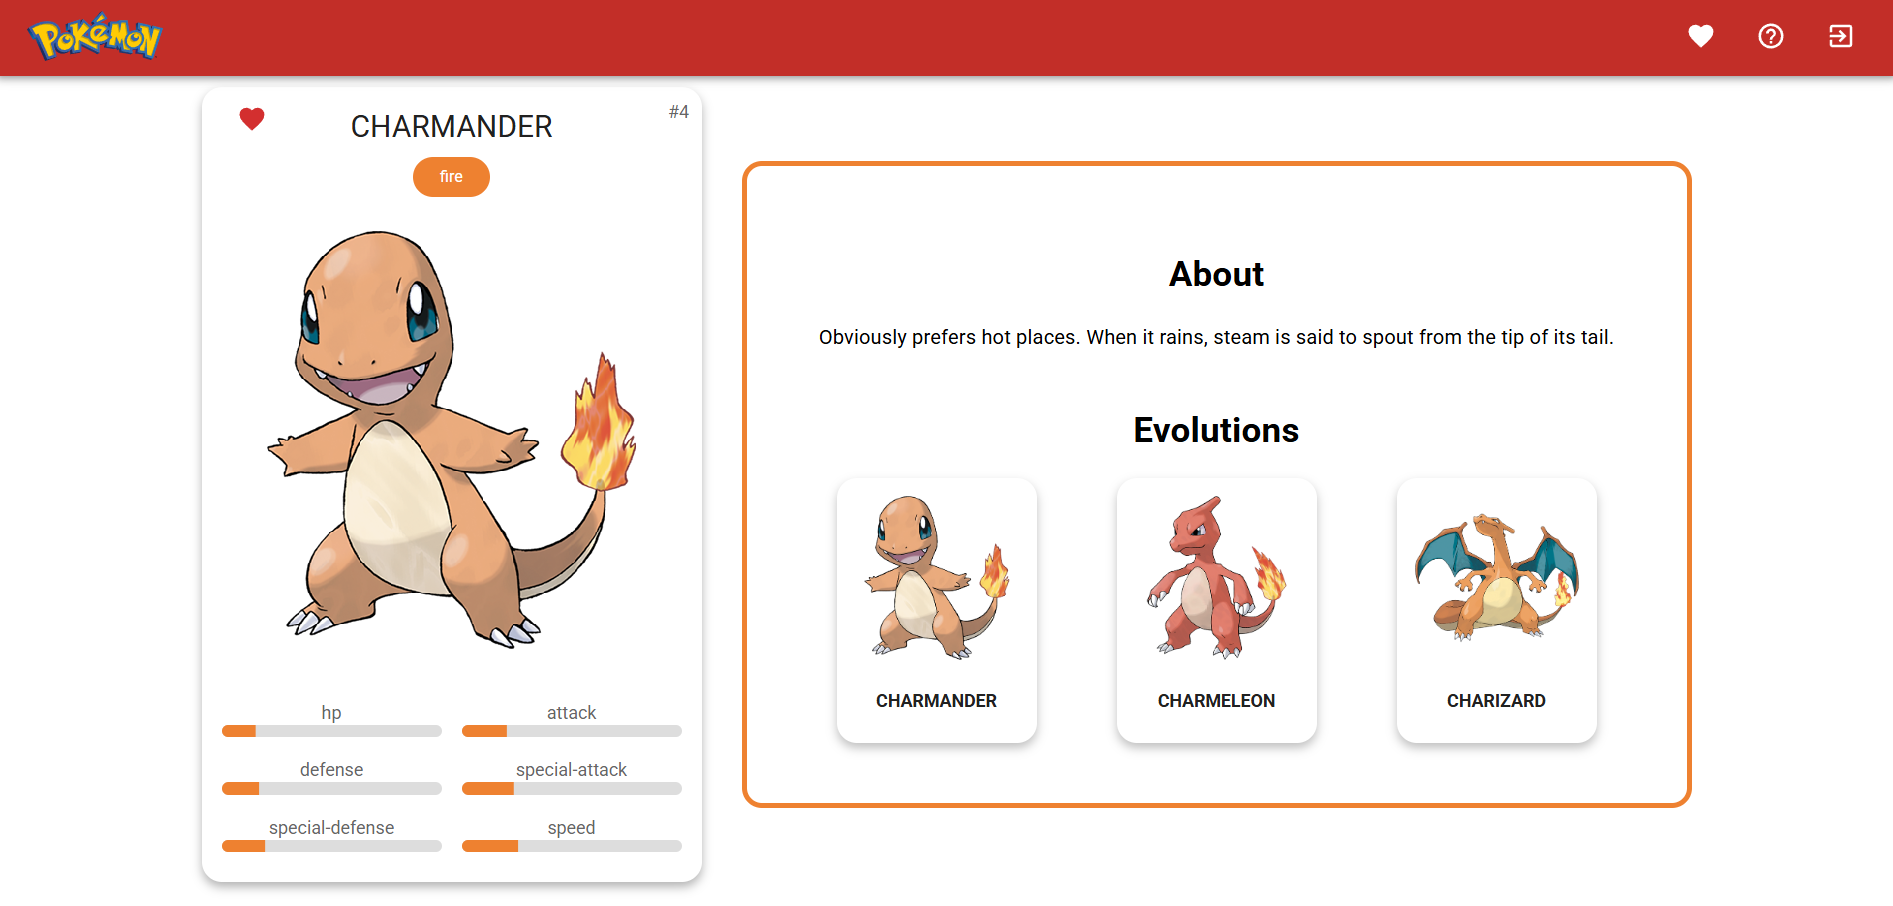 POKéMON
CHARMANDER
#4
fire
hp
attack
defense
special-attack
special-defense
speed
About
Obviously prefers hot places. When it rains, steam is said to spout from the tip of its tail.
Evolutions
CHARMANDER
CHARMELEON
CHARIZARD